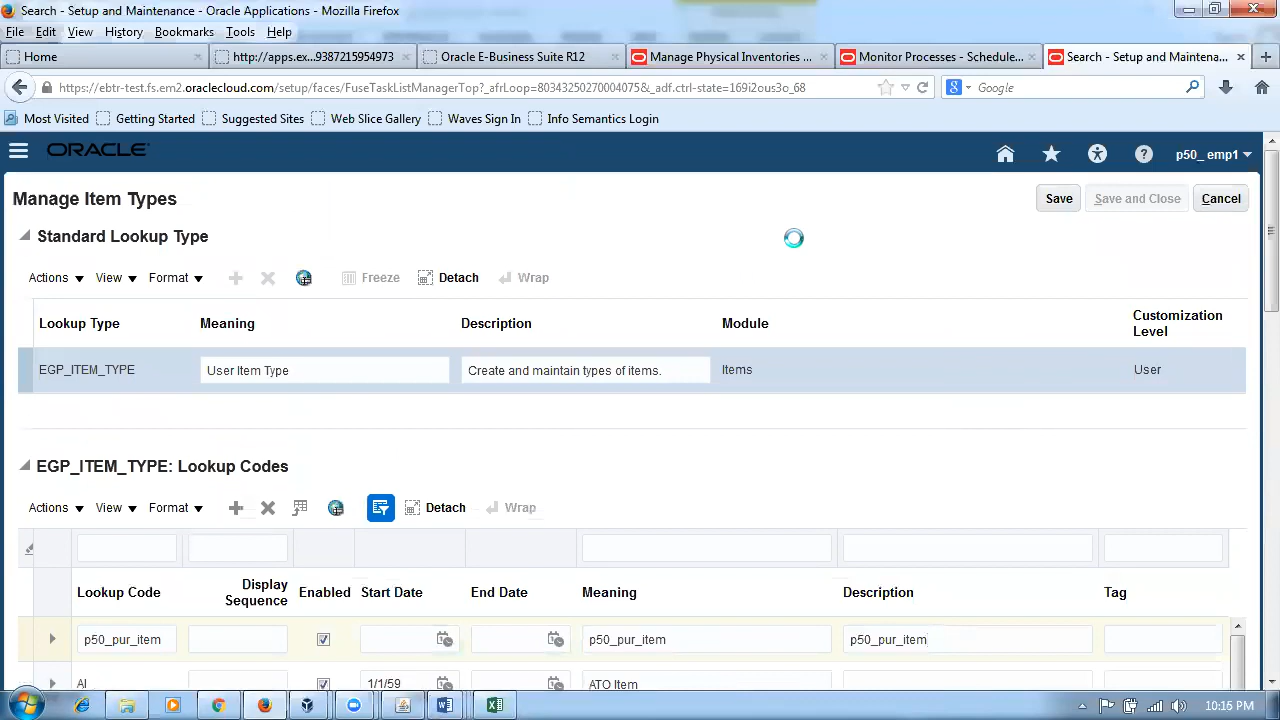 Search - Setup and Maintenance - Oracle Applications - Mozilla Firefox
File Edit View History Bookmarks Tools Help
Home
http://apps.ex...9387215954973
Oracle E-Business Suite R12
Manage Physical Inventories ...
Monitor Processes - Schedule...
Search - Setup and Maintena...
https://ebtr-test.fs.em2.oraclecloud.com/setup/faces/FuseTaskListManagerTop?_afrLoop=8034325027000407​5&_adf.ctrl-state=169i2ous3o_68
Google
Most Visited Getting Started Suggested Sites Web Slice Gallery Waves Sign In Info Semantics Location
ORACLE
p50_ emp1
Manage Item Types
Save Save and Close Cancel
Standard Lookup Type
Actions View Format Freeze Detach Wrap
Lookup Type Meaning Description Module Customization Level
EGP_ITEM_TYPE User Item Type Create and maintain types of items. Items User
EGP_ITEM_TYPE: Lookup Codes
Actions View Format Detach Wrap
Lookup Code Display Sequence Enabled Start Date End Date Meaning Description Tag
p50_pur_item p50_pur_item p50_pur_item
AI 1/1/59 ATO Item
10:15 PM